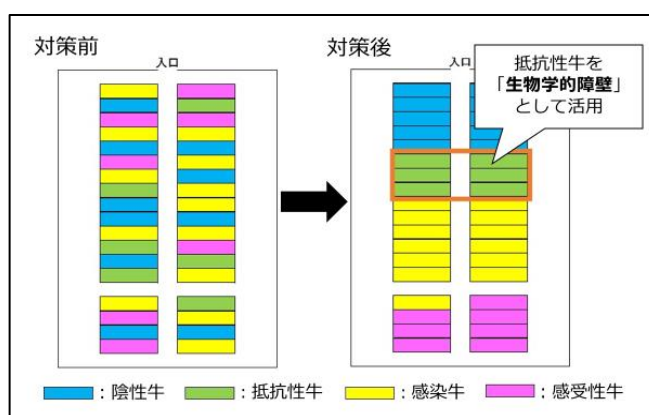 対策前
入口
対策後
入口
抵抗性牛を
「生物学的障壁」
として活用
:陰性牛
:抵抗性牛
:感染牛
:感受性牛